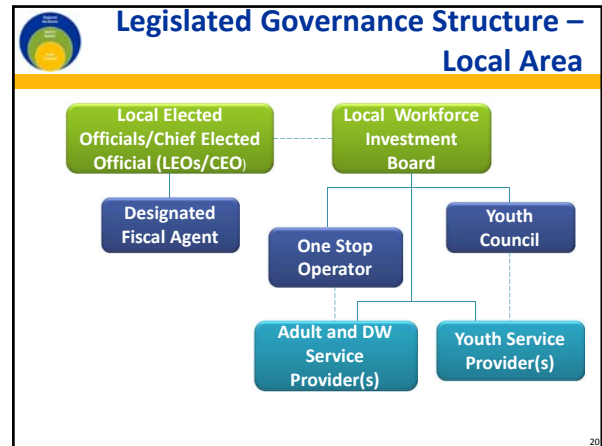 Legislated Governance Structure –
Local Area
Local Elected
Officials/Chief Elected
Official (LEOs/CEO)
Local Workforce
Investment
Board
Designated
Fiscal Agent
One Stop
Operator
Youth
Council
Adult and DW
Service
Provider(s)
Youth Service
Provider(s)
20